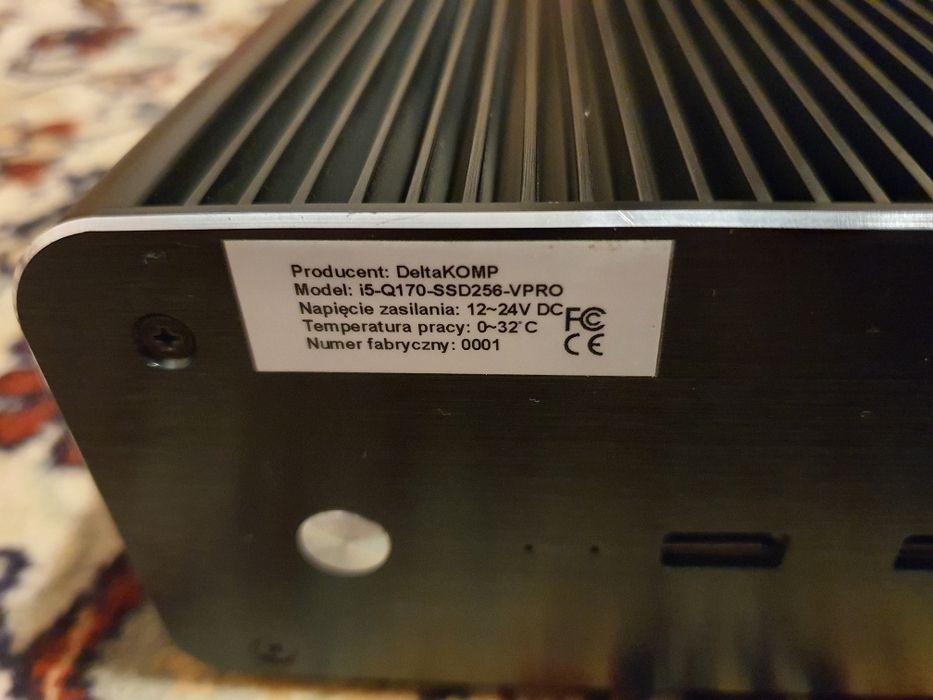 Producent: DeltaKOMP
Model: i5-Q170-SSD256-VPRO
Napięcie zasilania: 12~24V DC
Temperatura pracy: 0~32°C
Numer fabryczny: 0001
FC
CE